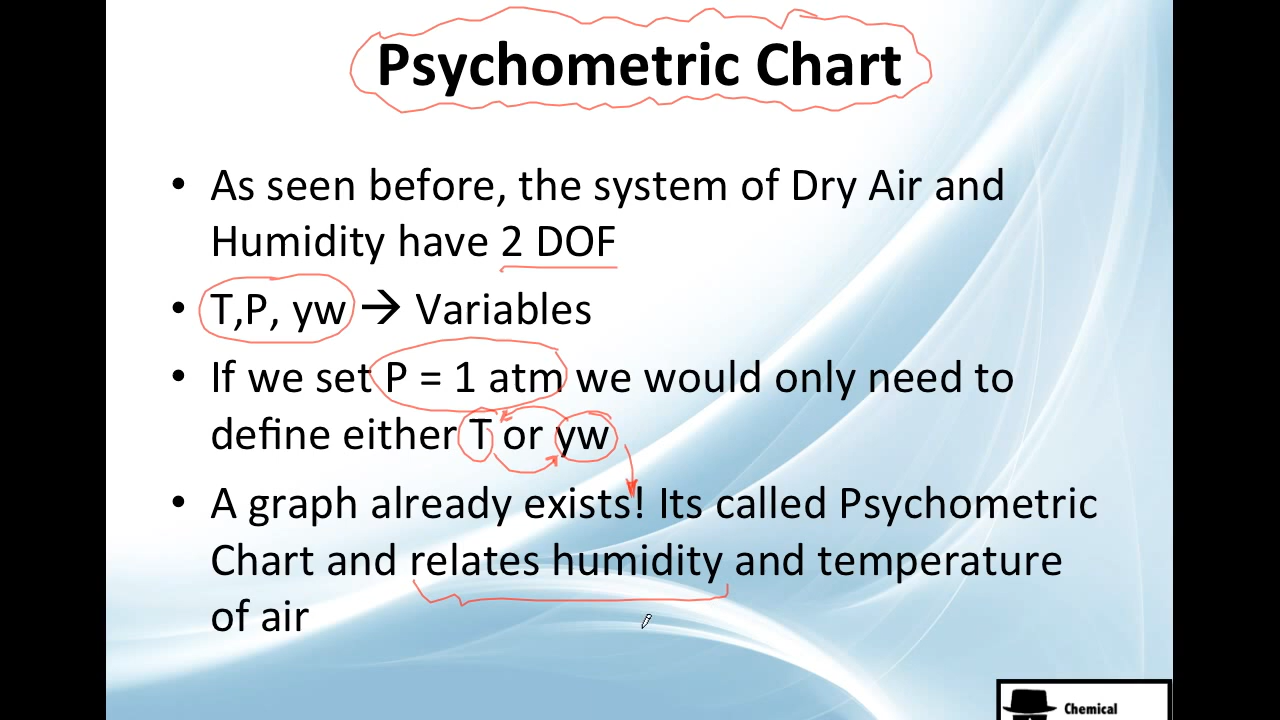 Psychometric Chart
• As seen before, the system of Dry Air and
Humidity have 2 DOF
• T,P, yw → Variables
• If we set P = 1 atm we would only need to
define either T or yw
• A graph already exists! Its called Psychometric
Chart and relates humidity and temperature
of air
Chemical